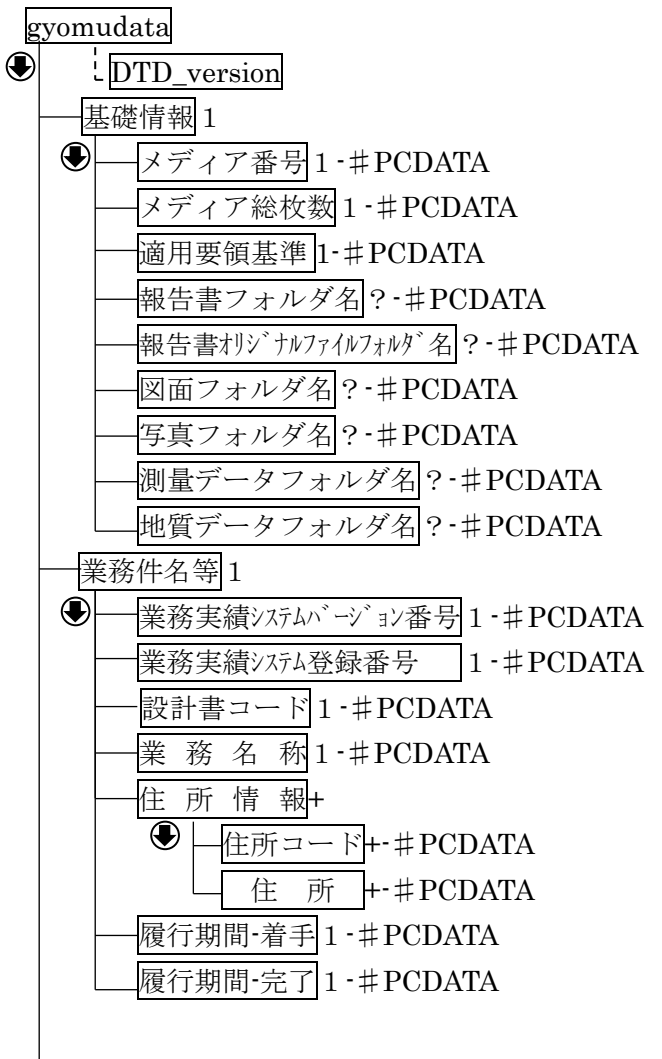 gyomudata
DTD_version
基礎情報 1
メディア番号 1-#PCDATA
メディア総枚数 1-#PCDATA
適用要領基準 1-#PCDATA
報告書フォルダ名 ?-#PCDATA
報告書ｵﾘｼﾞﾅﾙﾌｧｲﾙﾌｫﾙﾀﾞ名 ?-#PCDATA
図面フォルダ名 ?-#PCDATA
写真フォルダ名 ?-#PCDATA
測量データフォルダ名 ?-#PCDATA
地質データフォルダ名 ?-#PCDATA
業務件名等 1
業務実績ｼｽﾃﾑﾊﾞｰｼﾞｮﾝ番号 1-#PCDATA
業務実績ｼｽﾃﾑ登録番号 1-#PCDATA
設計書コード 1-#PCDATA
業 務 名 称 1-#PCDATA
住 所 情 報+
住所コード+-#PCDATA
住 所 +-#PCDATA
履行期間-着手 1-#PCDATA
履行期間-完了 1-#PCDATA